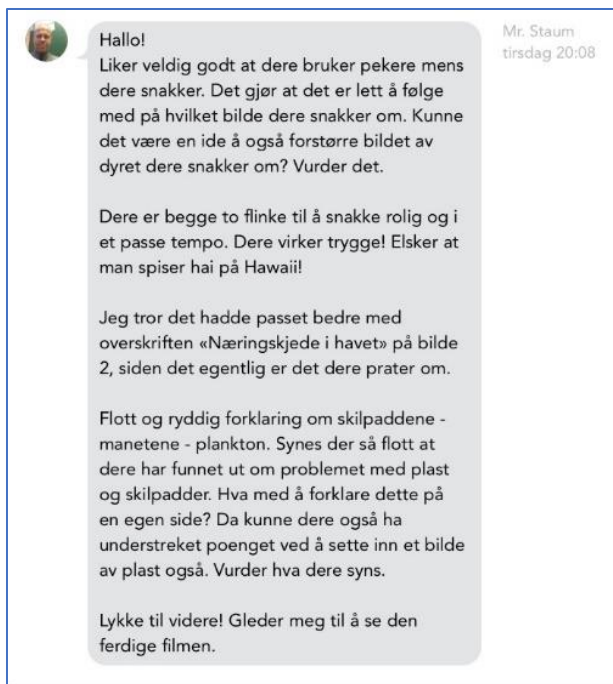 Hallo!
Liker veldig godt at dere bruker pekere mens
dere snakker. Det gjør at det er lett å følge
med på hvilket bilde dere snakker om. Kunne
det være en ide å også forstørre bildet av
dyret dere snakker om? Vurder det.
Dere er begge to flinke til å snakke rolig og i
et passe tempo. Dere virker trygge! Elsker at
man spiser hai på Hawaii!
Jeg tror det hadde passet bedre med
overskriften «Næringskjede i havet» på bilde
2, siden det egentlig er det dere prater om.
Flott og ryddig forklaring om skilpaddene -
manetene - plankton. Synes der så flott at
dere har funnet ut om problemet med plast
og skilpadder. Hva med å forklare dette på
en egen side? Da kunne dere også ha
understreket poenget ved å sette inn et bilde
av plast også. Vurder hva dere syns.
Lykke til videre! Gleder meg til å se den
ferdige filmen.
Mr. Staum
tirsdag 20:08